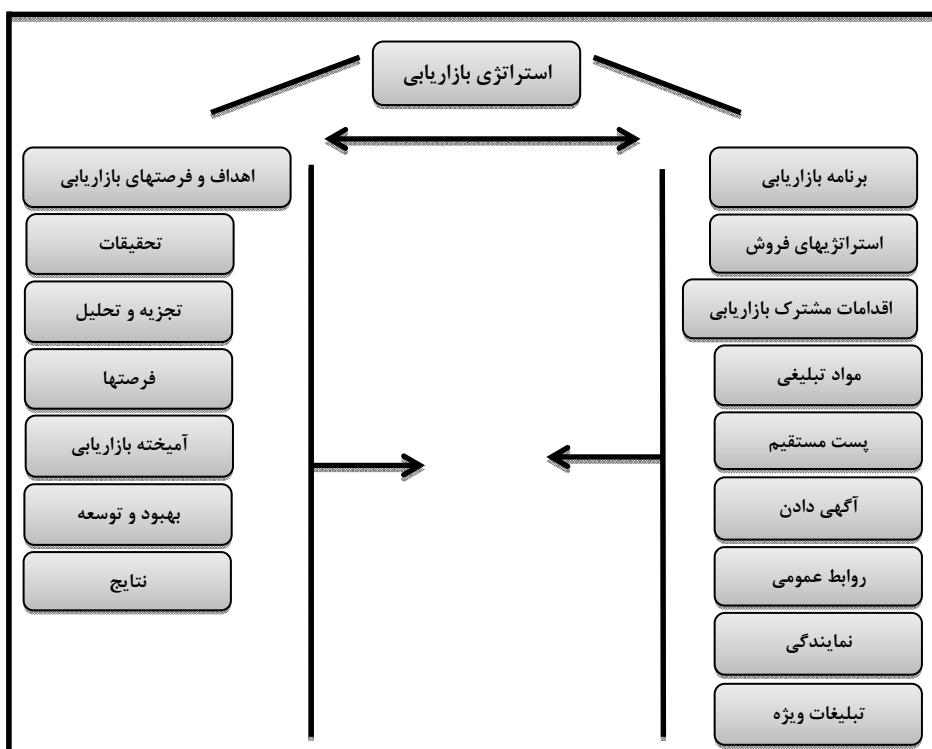 استراتژی بازاریابی
برنامه بازاریابی
استراتژیهای فروش
اقدامات مشترک بازاریابی
مواد تبلیغی
پست مستقیم
آگهی دادن
روابط عمومی
نمایندگی
تبلیغات ویژه
اهداف و فرصتهای بازاریابی
تحقیقات
تجزیه و تحلیل
فرصتها
آمیخته بازاریابی
بهبود و توسعه
نتایج